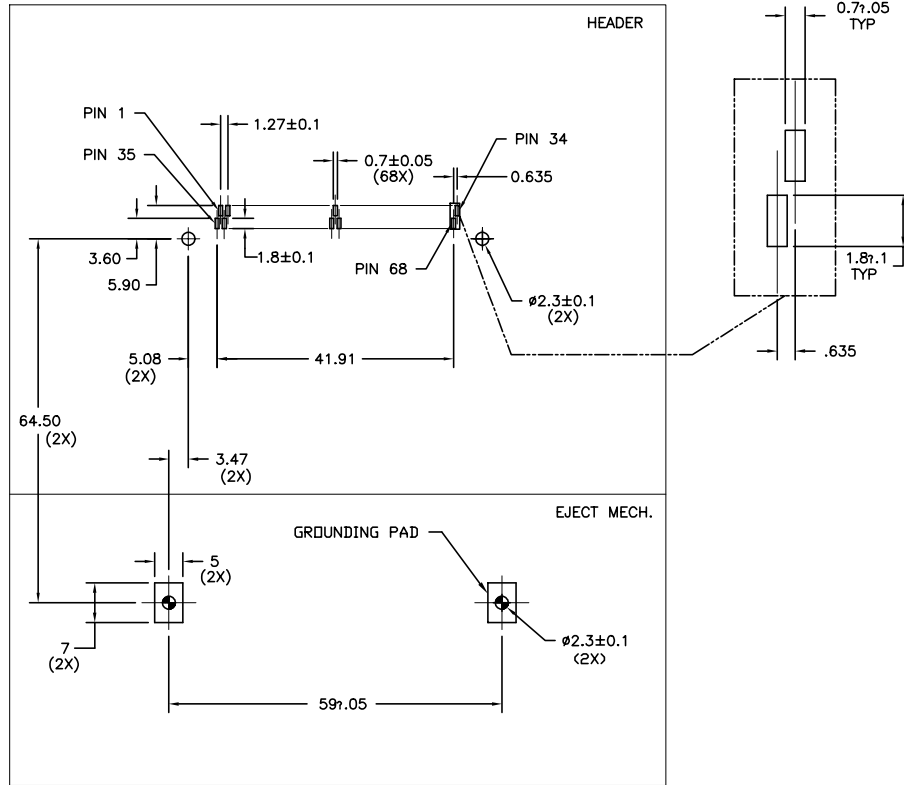 HEADER
0.7?.05
TYP
PIN 1
1.27±0.1
PIN 34
PIN 35
0.7±0.05
(68X)
0.635
3.60
1.8±0.1
PIN 68
5.90
1.8?.1
TYP
ø2.3±0.1
(2X)
5.08
(2X)
41.91
.635
64.50
(2X)
3.47
(2X)
EJECT MECH.
GROUNDING PAD
5
(2X)
7
(2X)
ø2.3±0.1
(2X)
59?.05